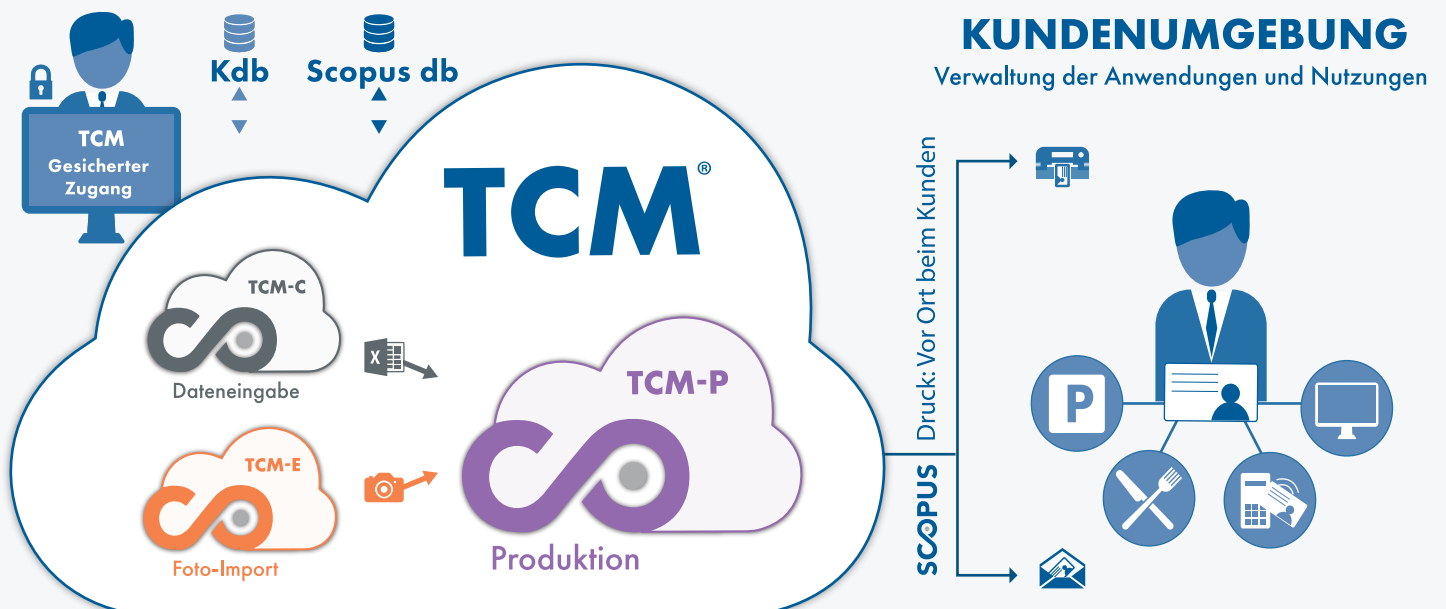 Kdb
Scopus db
TCM
Gesicherter
Zugang
TCM®
TCM-C
Dateneingabe
X
TCM-E
Foto-Import
TCM-P
Produktion
KUNDENUMGEBUNG
Verwaltung der Anwendungen und Nutzungen
SCOPUS Druck: Vor Ort beim Kunden
P